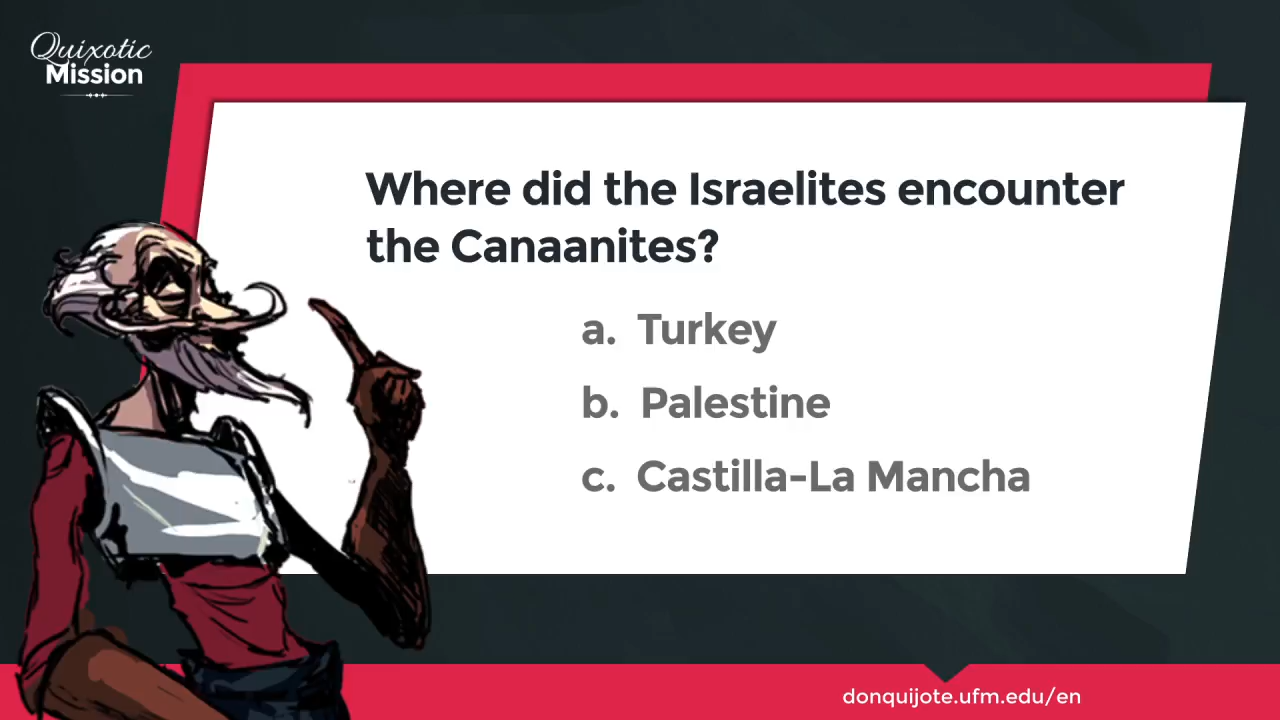 Quixotic
Mission
Where did the Israelites encounter
the Canaanites?
a. Turkey
b. Palestine
c. Castilla-La Mancha
donquijote.ufm.edu/en